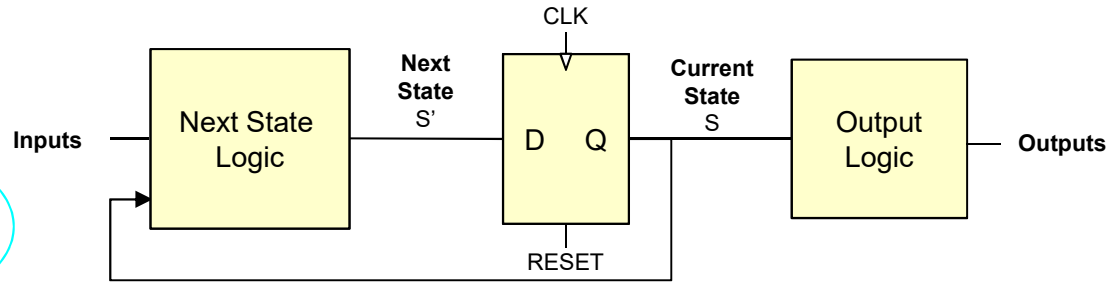 CLK
Next
State
S’
Current
State
S
Inputs
Next State
Logic
D Q
Output
Logic
Outputs
RESET